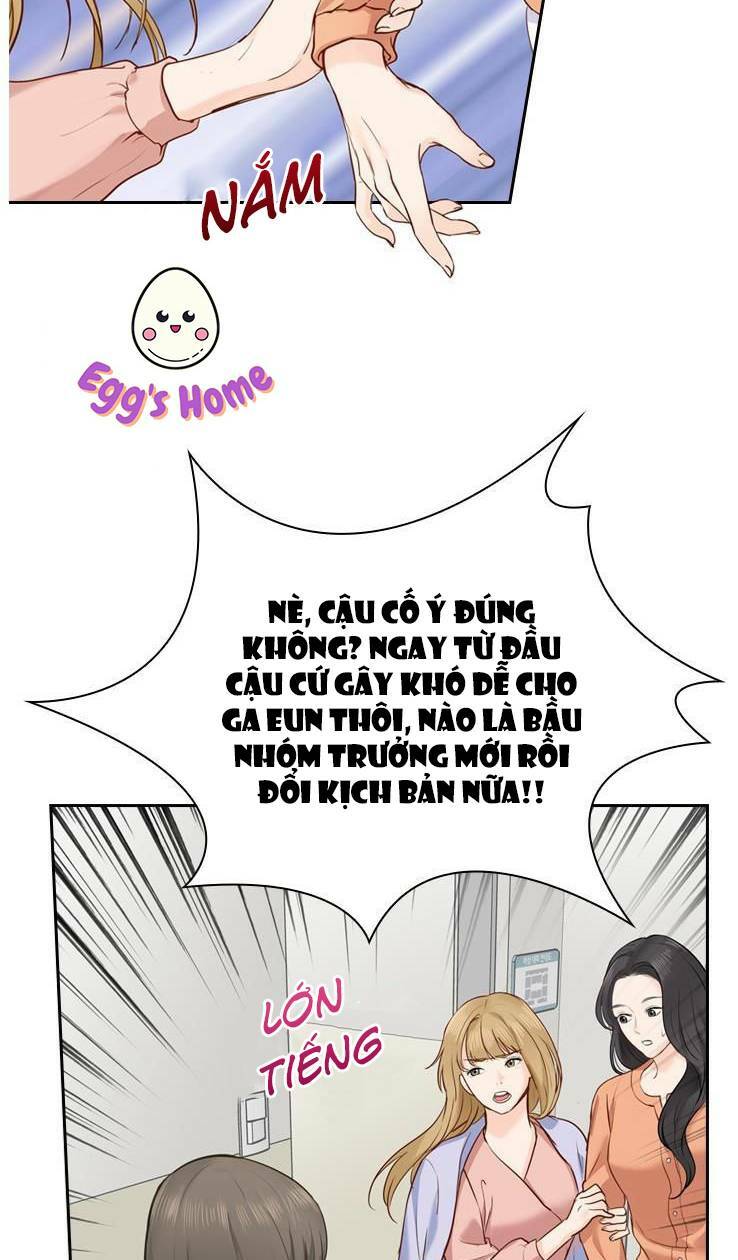 NẮM
Egg's Home
NÈ, CẬU CỐ Ý ĐÚNG
KHÔNG? NGAY TỪ ĐẦU
CẬU CỨ GÂY KHÓ DỄ CHO
GA EUN THÔI, NÀO LÀ BẦU
NHÓM TRƯỞNG MỚI RỒI
ĐỔI KỊCH BẢN NỮA!!
LỚN
TIẾNG